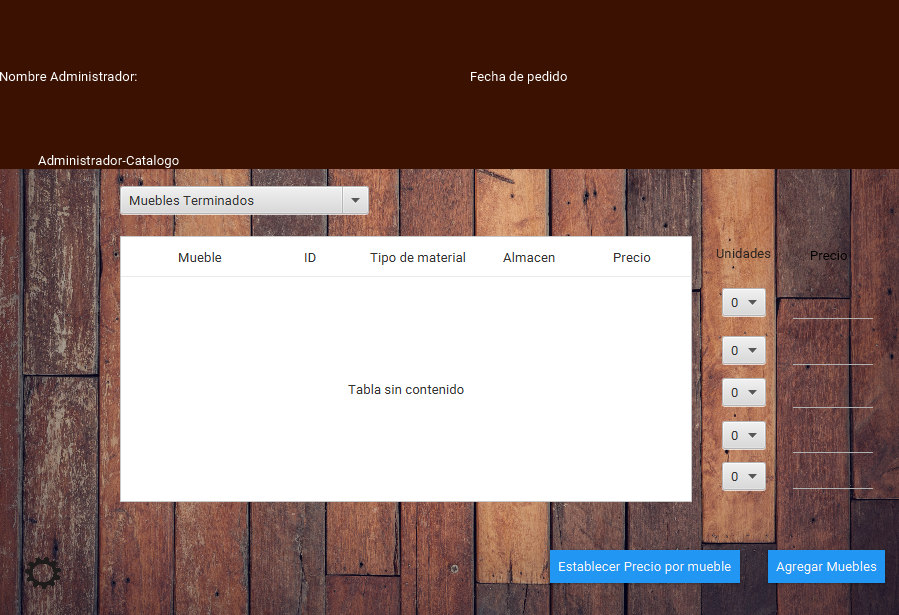 Nombre Administrador:
Fecha de pedido
Administrador-Catalogo
Muebles Terminados
Mueble ID Tipo de material Almacen Precio
Unidades Precio
0
0
Tabla sin contenido
0
0
0
Establecer Precio por mueble
Agregar Muebles